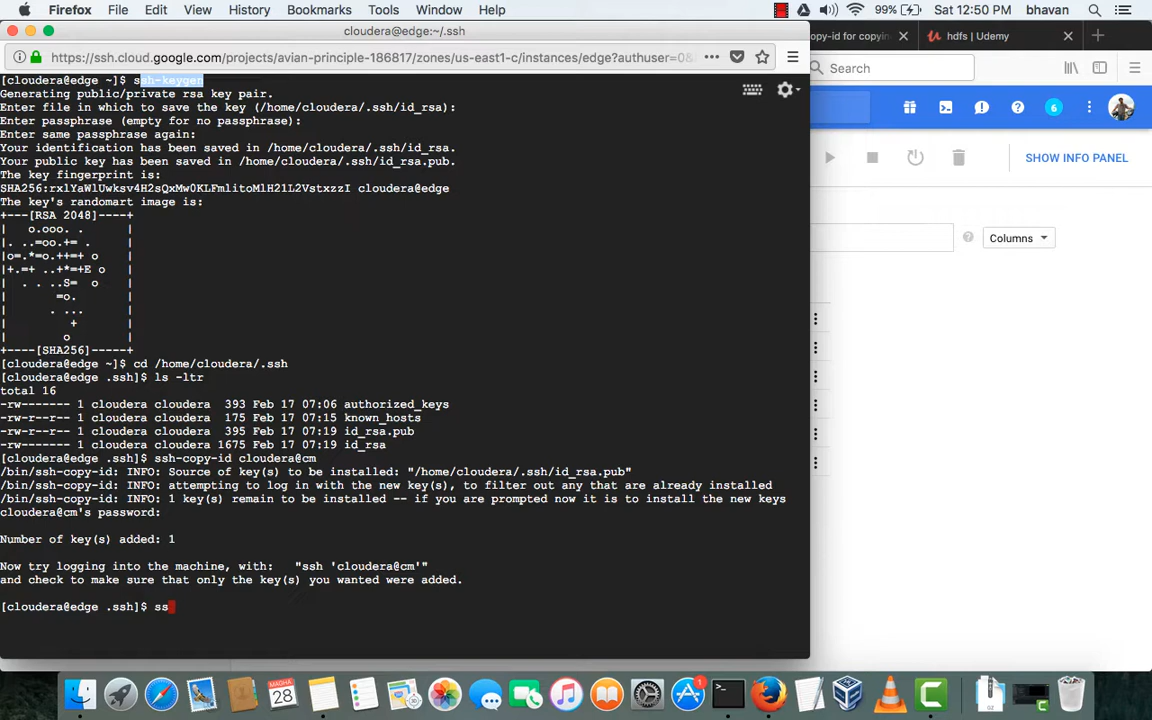 Firefox File Edit View History Bookmarks Tools Window Help 99% Sat 12:50 PM bhavan
cloudera@edge:~/.ssh
opy-id for copying hdfs | Udemy
https://ssh.cloud.google.com/projects/avian-principle-186817/zones/us-east1-c/instances/edge?authuser=0&
Search
[cloudera@edge ~]$ ssh-keygen
Generating public/private rsa key pair.
Enter file in which to save the key (/home/cloudera/.ssh/id_rsa):
Enter passphrase (empty for no passphrase):
Enter same passphrase again:
Your identification has been saved in /home/cloudera/.ssh/id_rsa.
Your public key has been saved in /home/cloudera/.ssh/id_rsa.pub.
The key fingerprint is:
SHA256:rxlYaWlUwksv4H2sQxMw0KLFmlitoMlH21L2VstxzzI cloudera@edge
The key's randomart image is:
+---[RSA 2048]----+
|   o.ooo. .      |
|. ..=oo.+= .     |
|o=.*=o.++=+ o    |
|+.=+ ..+*=+E o   |
|  . . ..S=  o    |
|       =o.       |
|      . ...      |
|         +       |
|        o        |
+----[SHA256]-----+
[cloudera@edge ~]$ cd /home/cloudera/.ssh
[cloudera@edge .ssh]$ ls -ltr
total 16
-rw------- 1 cloudera cloudera  393 Feb 17 07:06 authorized_keys
-rw-r--r-- 1 cloudera cloudera  175 Feb 17 07:15 known_hosts
-rw-r--r-- 1 cloudera cloudera  395 Feb 17 07:19 id_rsa.pub
-rw------- 1 cloudera cloudera 1675 Feb 17 07:19 id_rsa
[cloudera@edge .ssh]$ ssh-copy-id cloudera@cm
/bin/ssh-copy-id: INFO: Source of key(s) to be installed: "/home/cloudera/.ssh/id_rsa.pub"
/bin/ssh-copy-id: INFO: attempting to log in with the new key(s), to filter out any that are already installed
/bin/ssh-copy-id: INFO: 1 key(s) remain to be installed -- if you are prompted now it is to install the new keys
cloudera@cm's password:
Number of key(s) added: 1
Now try logging into the machine, with:   "ssh 'cloudera@cm'"
and check to make sure that only the key(s) you wanted were added.
[cloudera@edge .ssh]$ ss
6
SHOW INFO PANEL
Columns
MAGHA
28